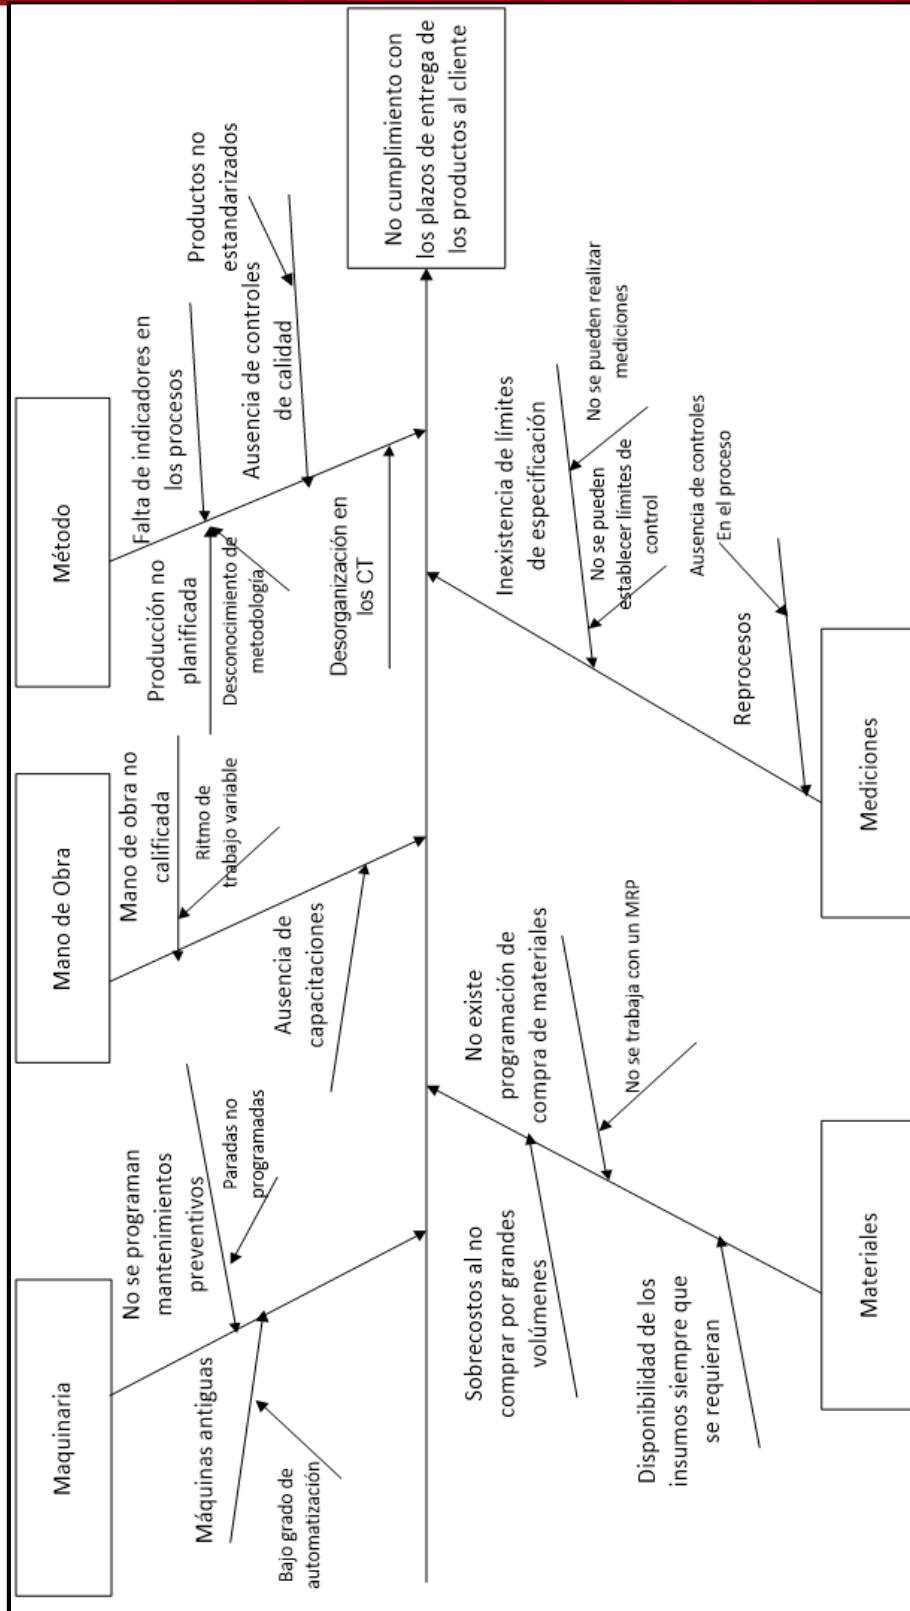 Maquinaria
Mano de Obra
Método
No se programan
mantenimientos
preventivos
Paradas no
programadas
Máquinas antiguas
Bajo grado de
automatización
Mano de obra no
calificada
Ritmo de
trabajo variable
Ausencia de
capacitaciones
Falta de indicadores en
los procesos
Producción no
planificada
Desconocimiento de
metodología
Productos no
estandarizados
Ausencia de controles
de calidad
Desorganización en
los CT
No cumplimiento con
los plazos de entrega de
los productos al cliente
Sobrecostos al no
comprar por grandes
volúmenes
No existe
programación de
compra de materiales
No se trabaja con un MRP
Disponibilidad de los
insumos siempre que
se requieran
Inexistencia de límites
de especificación
No se pueden realizar
mediciones
No se pueden
establecer límites de
control
Ausencia de controles
En el proceso
Reprocesos
Materiales
Mediciones